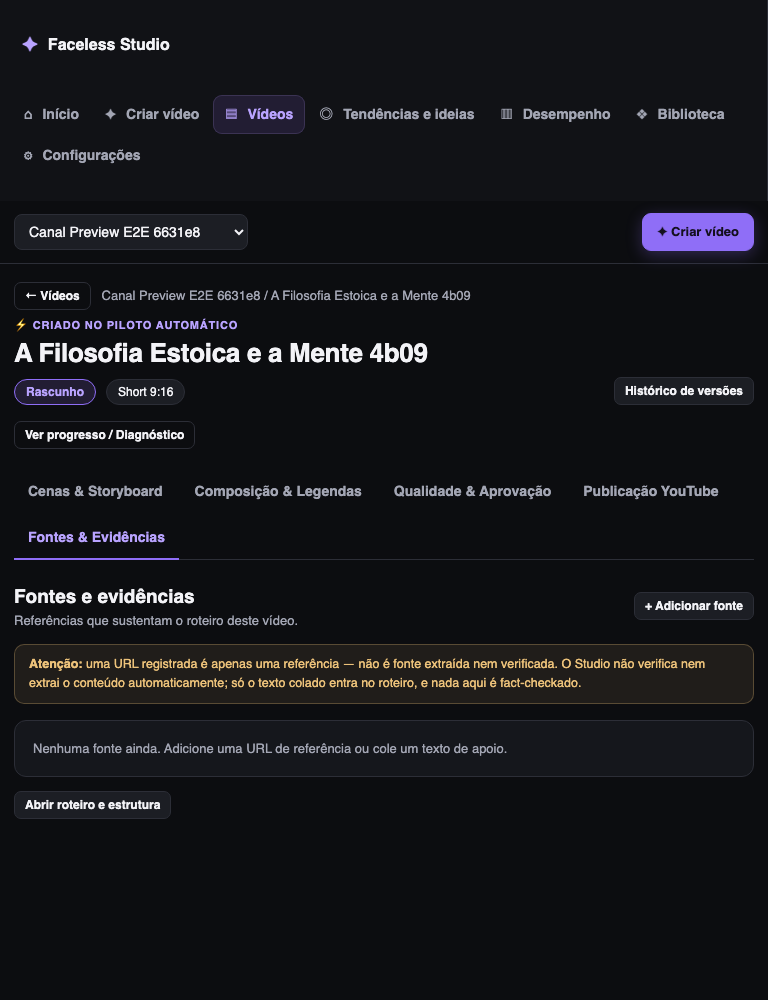 Faceless Studio
Início
Criar vídeo
Vídeos
Tendências e ideias
Desempenho
Biblioteca
Configurações
Canal Preview E2E 6631e8
✦ Criar vídeo
← Vídeos
Canal Preview E2E 6631e8 / A Filosofia Estoica e a Mente 4b09
⚡ CRIADO NO PILOTO AUTOMÁTICO
A Filosofia Estoica e a Mente 4b09
Rascunho
Short 9:16
Histórico de versões
Ver progresso / Diagnóstico
Cenas & Storyboard
Composição & Legendas
Qualidade & Aprovação
Publicação YouTube
Fontes & Evidências
Fontes e evidências
+ Adicionar fonte
Referências que sustentam o roteiro deste vídeo.
Atenção: uma URL registrada é apenas uma referência — não é fonte extraída nem verificada. O Studio não verifica nem
extrai o conteúdo automaticamente; só o texto colado entra no roteiro, e nada aqui é fact-checkado.
Nenhuma fonte ainda. Adicione uma URL de referência ou cole um texto de apoio.
Abrir roteiro e estrutura